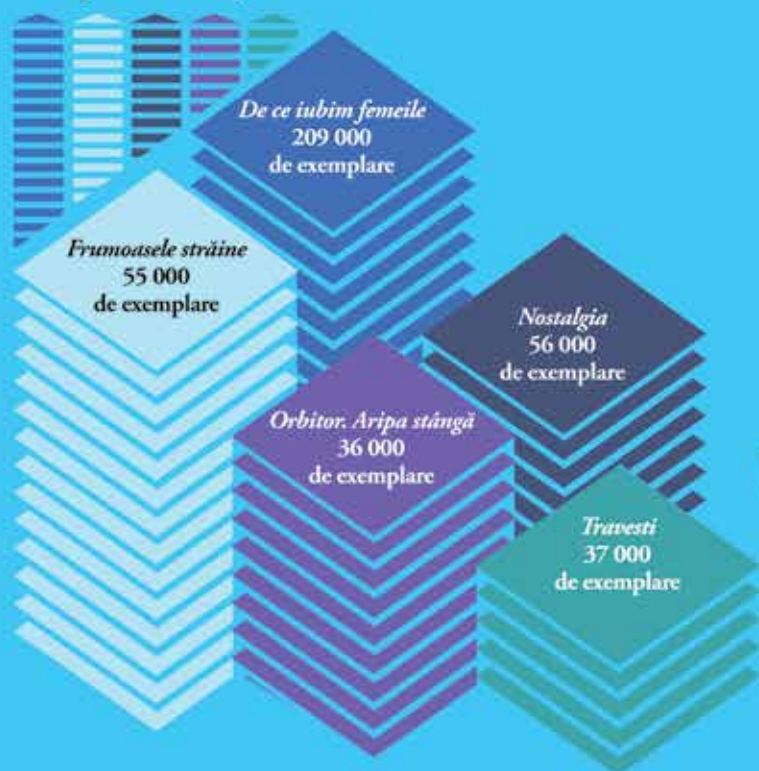 De ce iubim femeile
209 000
de exemplare
Frumoasele străine
55 000
de exemplare
Nostalgia
56 000
de exemplare
Orbitor. Aripa stângă
36 000
de exemplare
Travesti
37 000
de exemplare